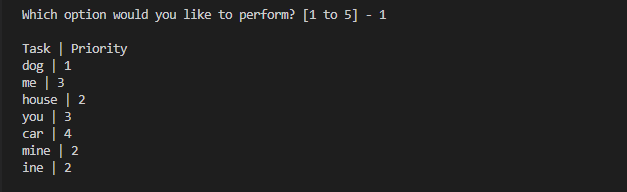 Which option would you like to perform? [1 to 5] - 1
Task | Priority
dog | 1
me | 3
house | 2
you | 3
car | 4
mine | 2
ine | 2